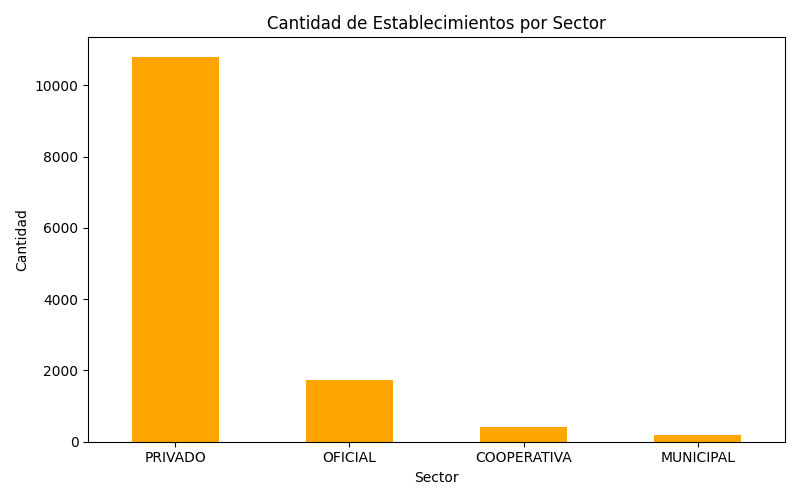 Cantidad de Establecimientos por Sector
Cantidad
10000
8000
6000
4000
2000
0
PRIVADO
OFICIAL
COOPERATIVA
MUNICIPAL
Sector